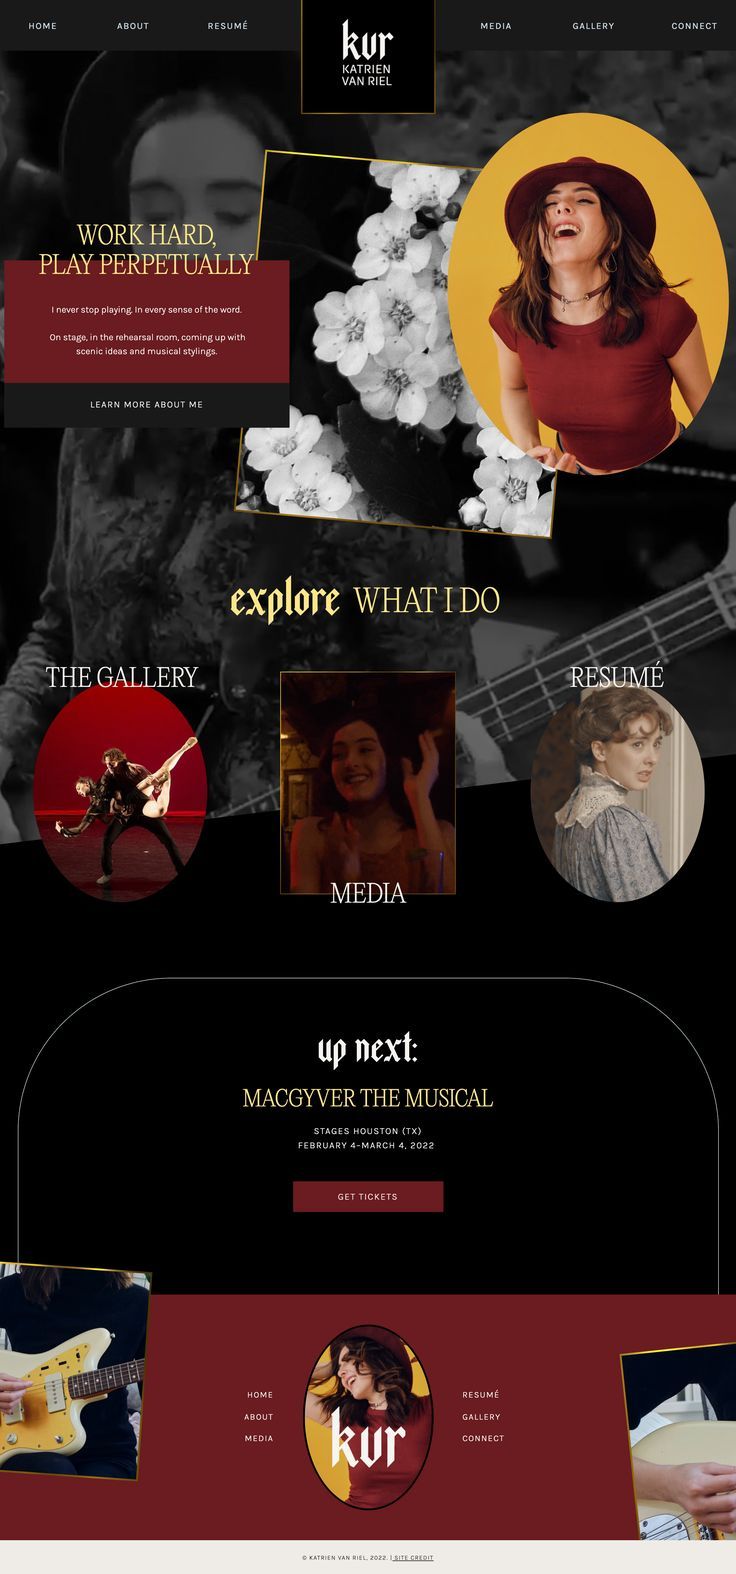 HOME
ABOUT
RESUMÉ
kvr
KATRIEN
VAN RIEL
MEDIA
GALLERY
CONNECT
WORK HARD,
PLAY PERPETUALLY
I never stop playing. In every sense of the word.
On stage, in the rehearsal room, coming up with
scenic ideas and musical stylings.
LEARN MORE ABOUT ME
explore WHAT I DO
THE GALLERY
MEDIA
RESUMÉ
up next:
MACGYVER THE MUSICAL
STAGES HOUSTON (TX)
FEBRUARY 4–MARCH 4, 2022
GET TICKETS
HOME
ABOUT
MEDIA
kvr
RESUMÉ
GALLERY
CONNECT
© KATRIEN VAN RIEL, 2022. | SITE CREDIT